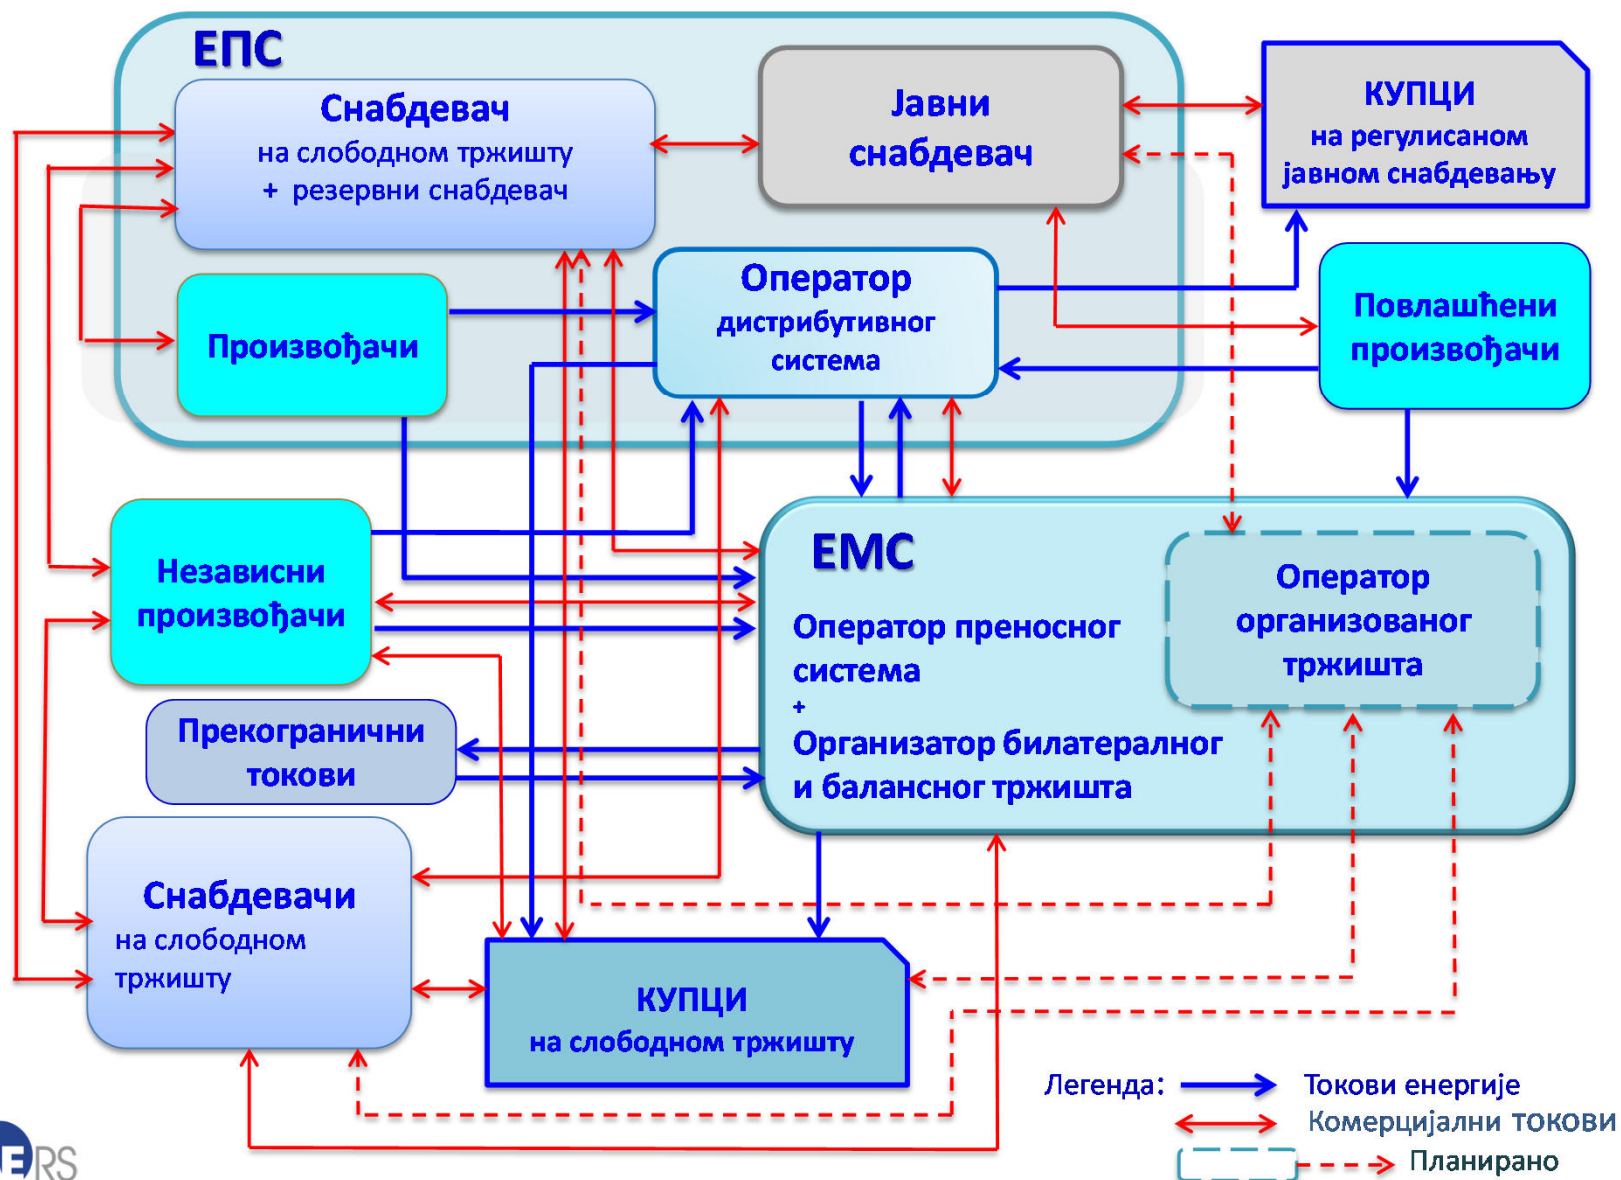 ЕПС
Снабдевач
на слободном тржишту
+ резервни снабдевач
Јавни
снабдевач
КУПЦИ
на регулисаном
јавном снабдевању
Произвођачи
Оператор
дистрибутивног
система
Повлашћени
произвођачи
Независни
произвођачи
ЕМС
Оператор преносног
система
+
Организатор билатералног
и балансног тржишта
Оператор
организованог
тржишта
Прекогранични
токови
Снабдевачи
на слободном
тржишту
КУПЦИ
на слободном тржишту
Легенда:
Токови енергије
Комерцијални токови
Планирано
ERS